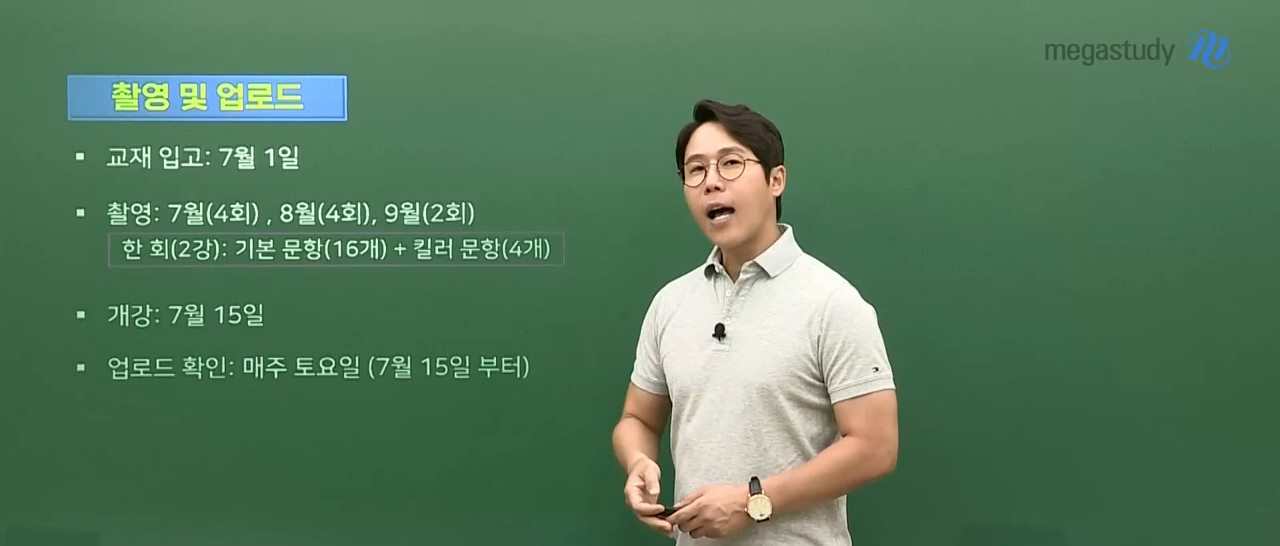 megastudy
촬영 및 업로드
▪ 교재 입고: 7월 1일
▪ 촬영: 7월(4회) , 8월(4회), 9월(2회)
한 회(2강): 기본 문항(16개) + 킬러 문항(4개)
▪ 개강: 7월 15일
▪ 업로드 확인: 매주 토요일 (7월 15일 부터)